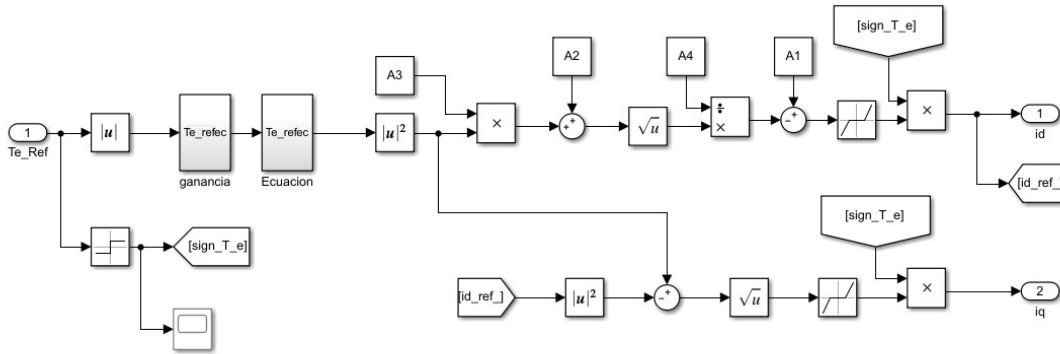 [sign_T_e]
A3
A2
A4
A1
1
Te_Ref
|u|
Te_refec
ganancia
Te_refec
Ecuacion
|u|²
×
+
+
√u
÷
×
-
+
×
1
id
[id_ref_]
[sign_T_e]
[sign_T_e]
[id_ref_]
|u|²
-
+
√u
×
2
iq